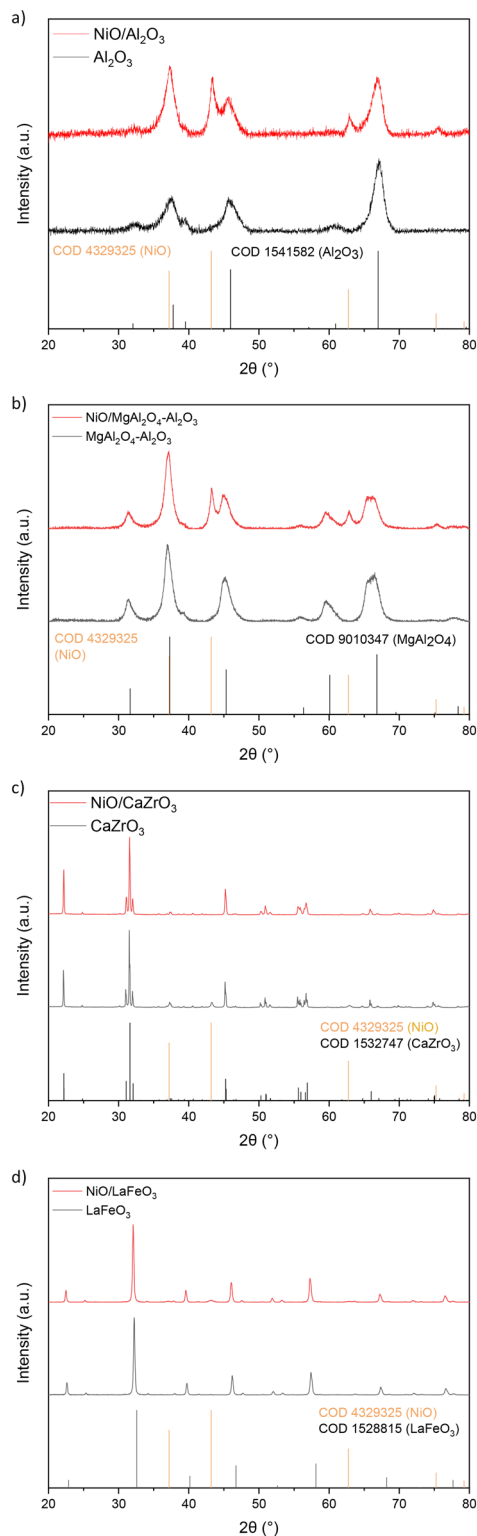 a)
NiO/Al₂O₃
Al₂O₃
Intensity (a.u.)
COD 4329325 (NiO)
COD 1541582 (Al₂O₃)
20 30 40 50 60 70 80
2θ (°)
b)
NiO/MgAl₂O₄-Al₂O₃
MgAl₂O₄-Al₂O₃
Intensity (a.u.)
COD 4329325
(NiO)
COD 9010347 (MgAl₂O₄)
20 30 40 50 60 70 80
2θ (°)
c)
NiO/CaZrO₃
CaZrO₃
Intensity (a.u.)
COD 4329325 (NiO)
COD 1532747 (CaZrO₃)
20 30 40 50 60 70 80
2θ (°)
d)
NiO/LaFeO₃
LaFeO₃
Intensity (a.u.)
COD 4329325 (NiO)
COD 1528815 (LaFeO₃)
20 30 40 50 60 70 80
2θ (°)